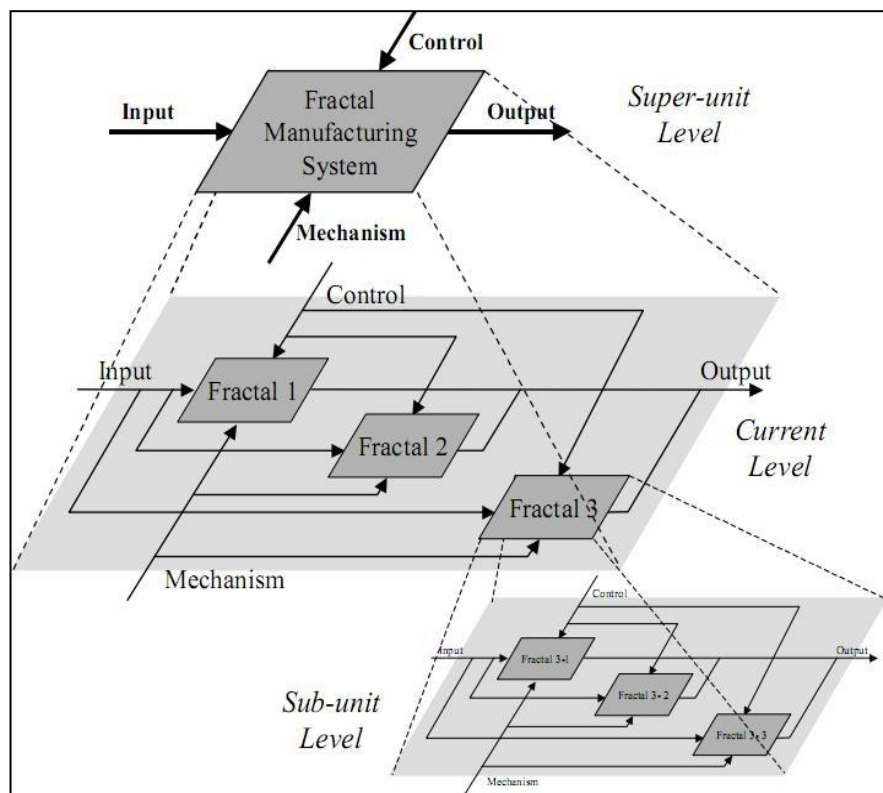 Control
Input
Fractal
Manufacturing
System
Output
Super-unit
Level
Mechanism
Control
Input
Fractal 1
Output
Fractal 2
Current
Level
Fractal 3
Mechanism
Control
Input
Fractal 3-1
Output
Fractal 3-2
Sub-unit
Level
Fractal 3-3
Mechanism